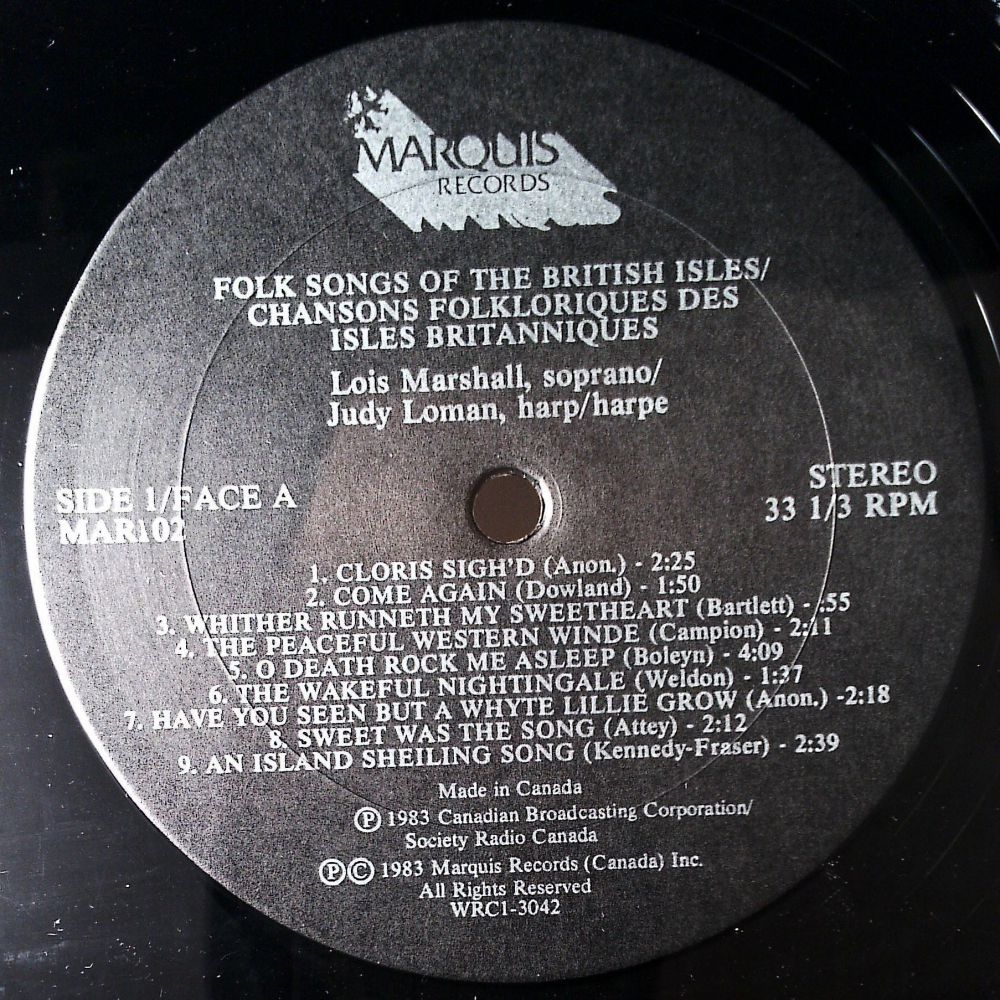 MARQUIS
RECORDS
FOLK SONGS OF THE BRITISH ISLES/
CHANSONS FOLKLORIQUES DES
ISLES BRITANNIQUES
Lois Marshall, soprano/
Judy Loman, harp/harpe
SIDE 1/FACE A
MAR102
STEREO
33 1/3 RPM
1. CLORIS SIGH'D (Anon.) - 2:25
2. COME AGAIN (Dowland) - 1:50
3. WHITHER RUNNETH MY SWEETHEART (Bartlett) - :55
4. THE PEACEFUL WESTERN WINDE (Campion) - 2:11
5. O DEATH ROCK ME ASLEEP (Boleyn) - 4:09
6. THE WAKEFUL NIGHTINGALE (Weldon) - 1:37
7. HAVE YOU SEEN BUT A WHYTE LILLIE GROW (Anon.) -2:18
8. SWEET WAS THE SONG (Attey) - 2:12
9. AN ISLAND SHEILING SONG (Kennedy-Fraser) - 2:39
Made in Canada
Ⓟ 1983 Canadian Broadcasting Corporation/
Society Radio Canada
ⓅⒸ 1983 Marquis Records (Canada) Inc.
All Rights Reserved
WRC1-3042